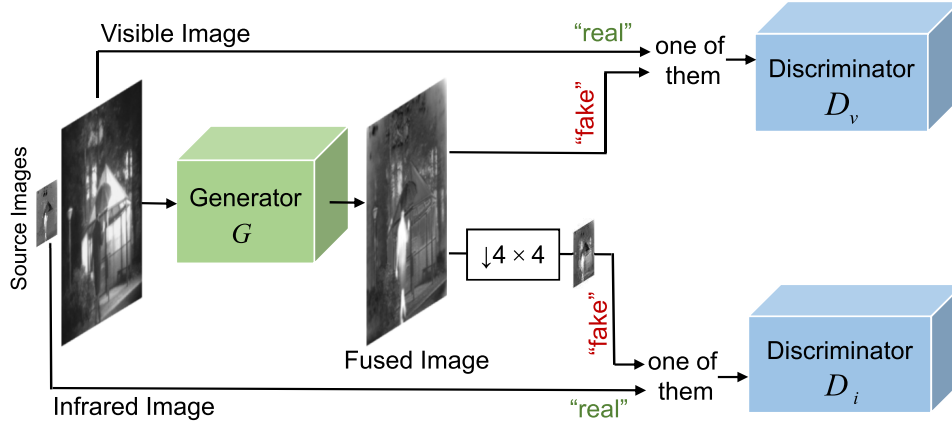 Visible Image
"real"
one of
them
Discriminator
D_v
"fake"
Source Images
Generator
G
↓4 × 4
"fake"
Fused Image
one of
them
Discriminator
D_i
Infrared Image
"real"